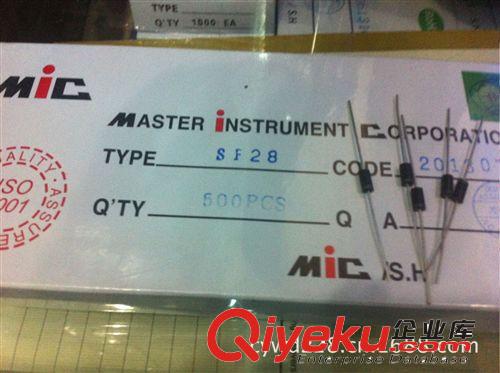 TYPE
Q'TY 1000 EA
MiC
MASTER INSTRUMENT CORPORATION
TYPE SF28 CODE
Q'TY 500PCS Q A
ISO
MiC /S.H
Qiyeku 企业库
Enterprise Database